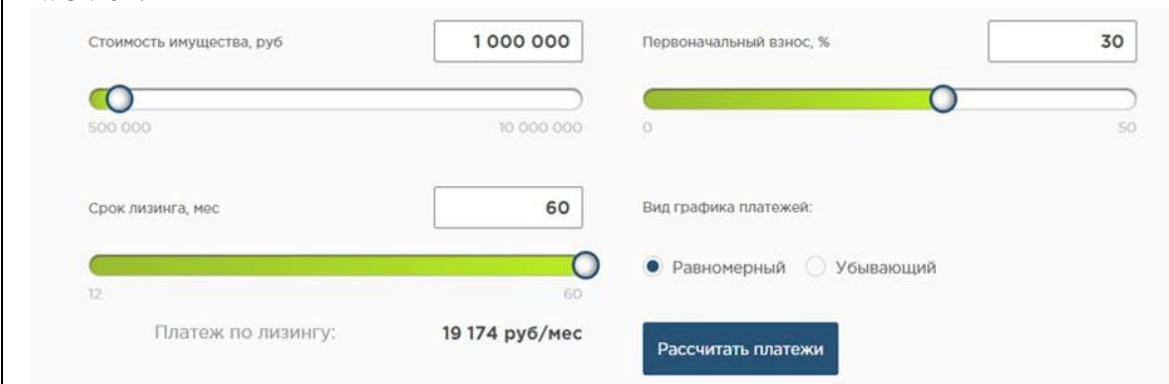 Стоимость имущества, руб
1 000 000
Первоначальный взнос, %
30
500 000
10 000 000
0
50
Срок лизинга, мес
60
Вид графика платежей:
Равномерный
Убывающий
12
60
Платеж по лизингу:
19 174 руб/мес
Рассчитать платежи